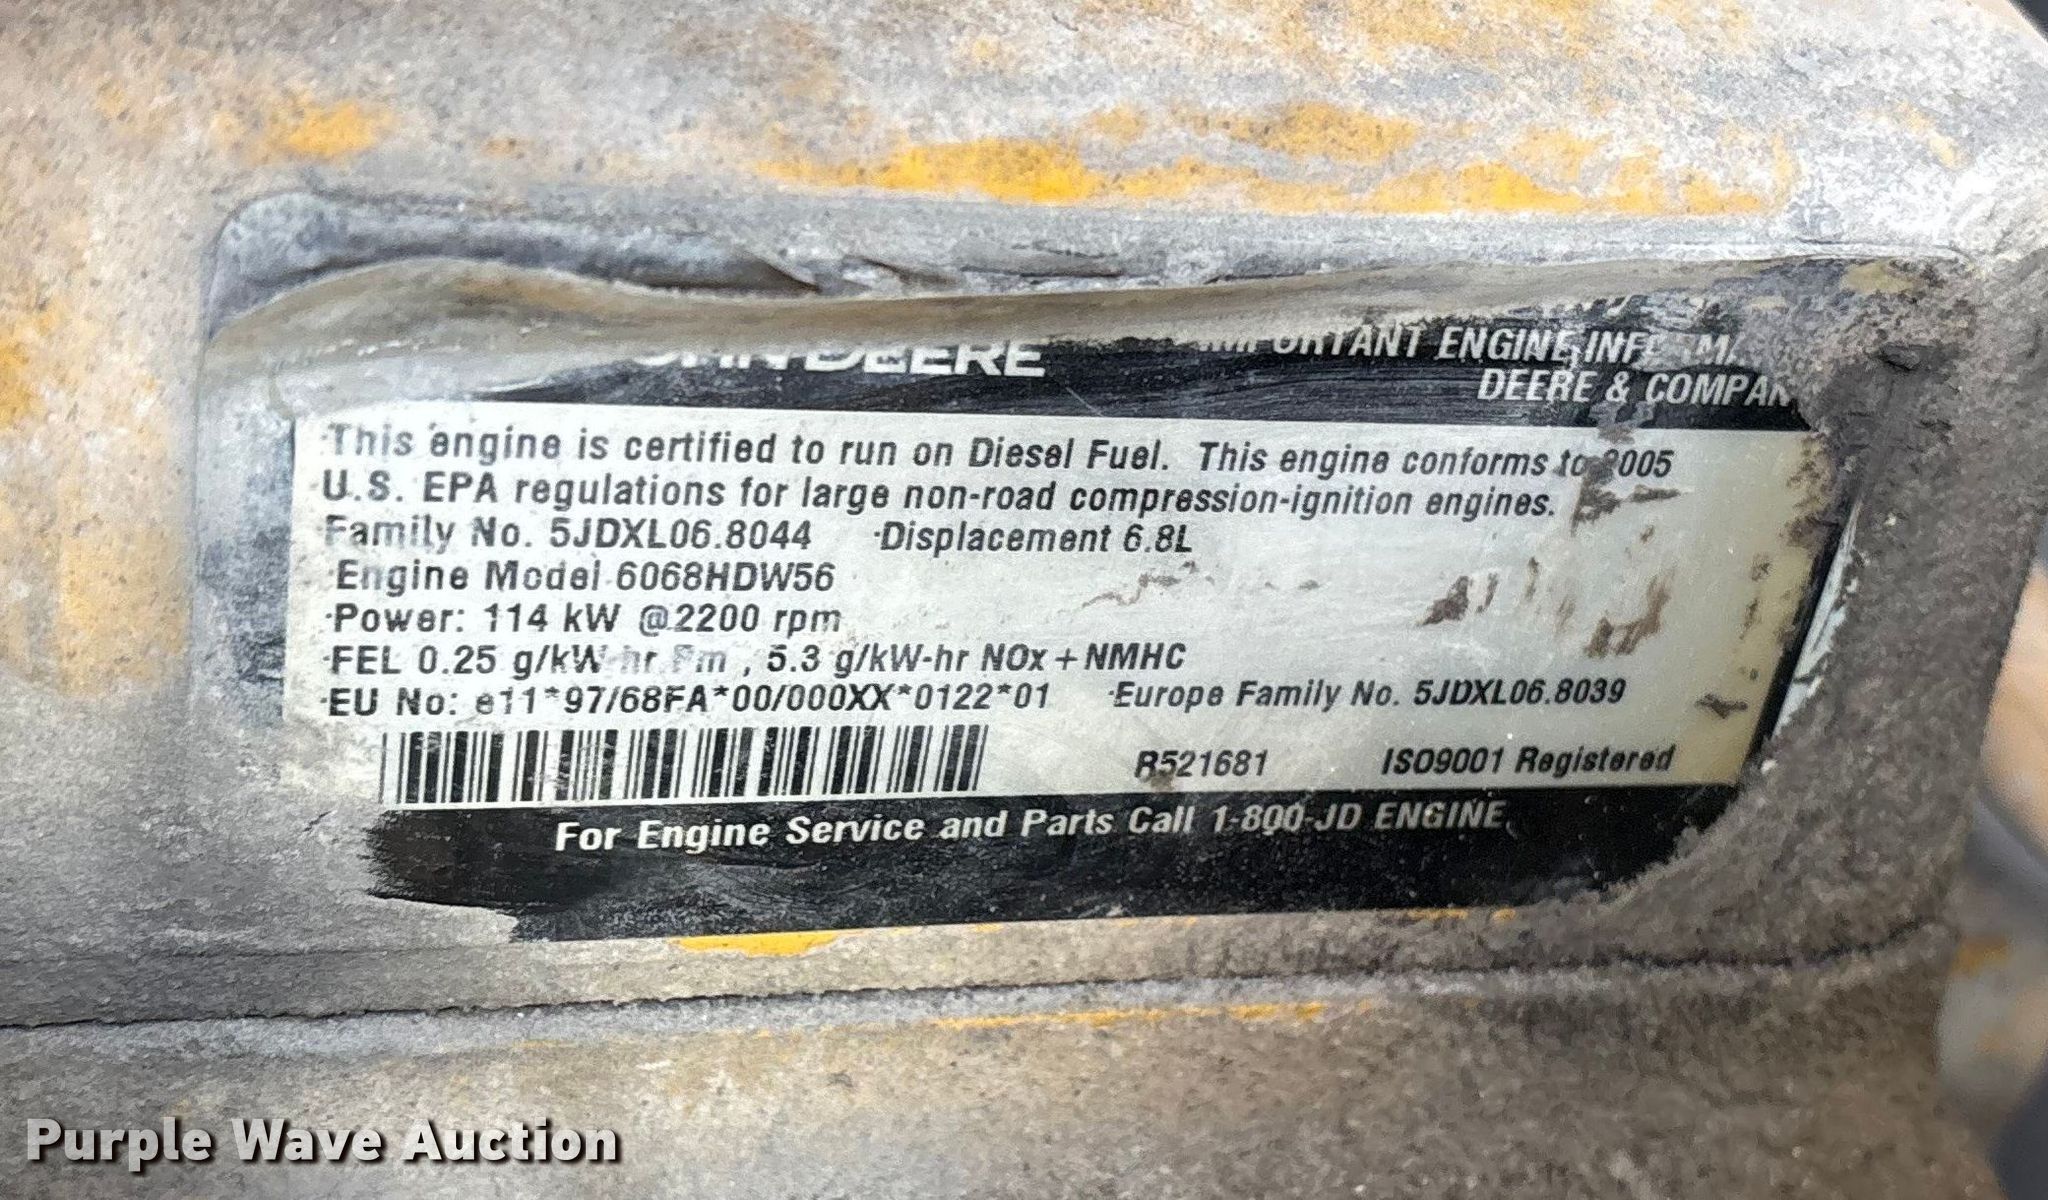 DEERE
ENGINE
DEERE &
This engine is certified to run on Diesel Fuel. This engine conforms to 2005
U.S. EPA regulations for large non-road compression-ignition engines.
Family No. 5JDXL06.8044 Displacement 6.8L
Engine Model 6068HDW56
Power: 114 kW @2200 rpm
FEL 0.25 g/kW-hr Pm , 5.3 g/kW-hr NOx + NMHC
EU No: e11*97/68FA*00/000XX*0122*01 Europe Family No. 5JDXL06.8039
R521681 ISO9001 Registered
For Engine Service and Parts Call 1-800-JD ENGINE
Purple Wave Auction